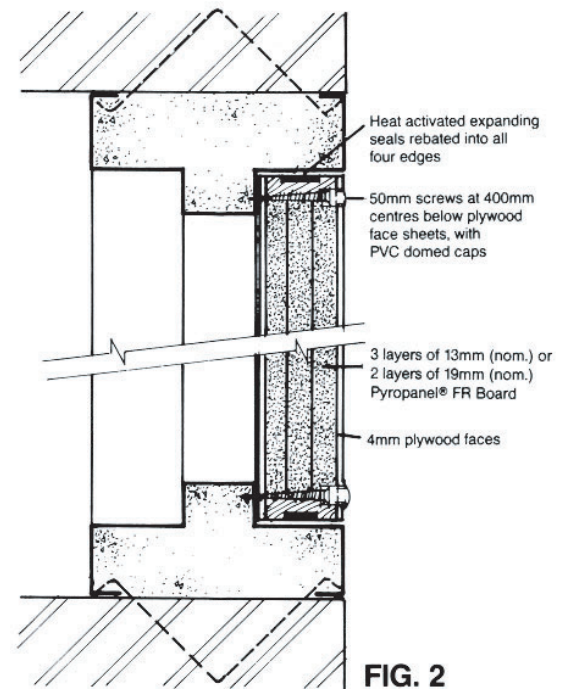 Heat activated expanding
seals rebated into all
four edges
50mm screws at 400mm
centres below plywood
face sheets, with
PVC domed caps
3 layers of 13mm (nom.) or
2 layers of 19mm (nom.)
Pyropanel® FR Board
4mm plywood faces
FIG. 2